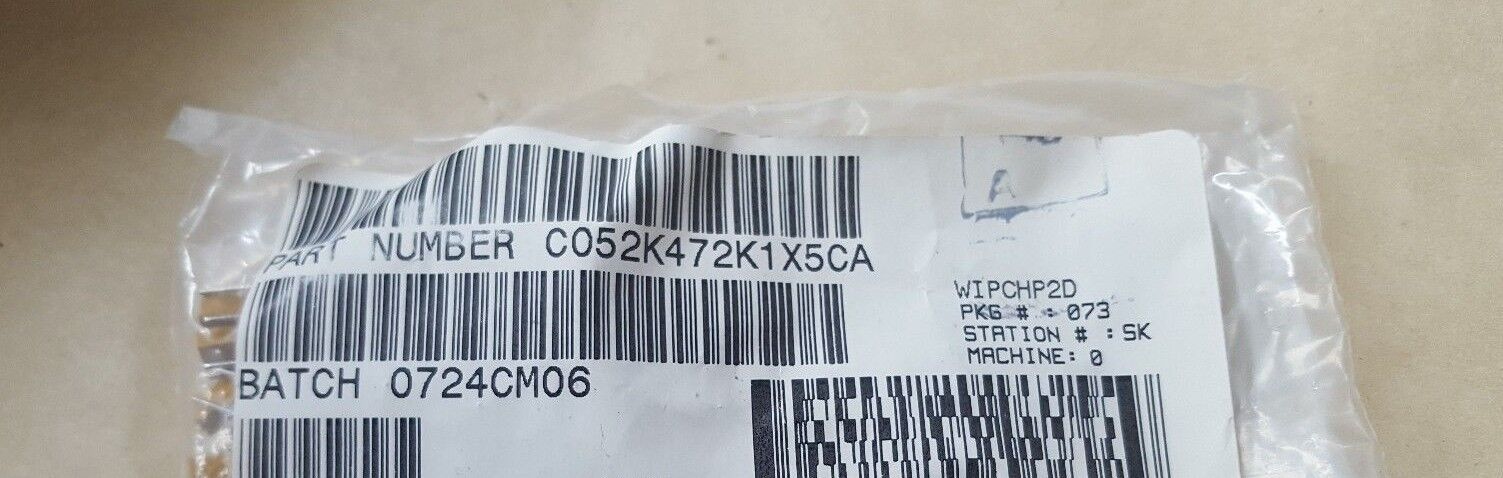 PART NUMBER C052K472K1X5CA
BATCH 0724CM06
A
WIPCHP2D
PKG # : 073
STATION # : SK
MACHINE: 0